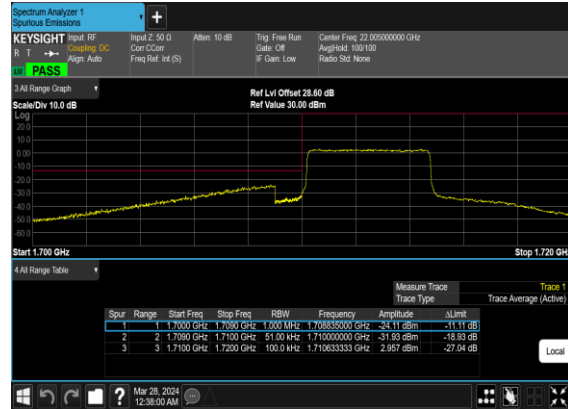 Spectrum Analyzer 1
Spurious Emissions
KEYSIGHT Input: RF Input Z: 50 Ω Atten: 10 dB Trig: Free Run Center Freq: 22.005000000 GHz
R T Coupling: DC Corr CCorr Gate: Off Avg|Hold: 100/100
Align: Auto Freq Ref: Int (S) IF Gain: Low Radio Std: None
PASS
3 All Range Graph Ref Lvl Offset 28.60 dB
Scale/Div 10.0 dB Ref Value 30.00 dBm
Log
20.0
10.0
0.00
-10.0
-20.0
-30.0
-40.0
-50.0
-60.0
Start 1.700 GHz Stop 1.720 GH
4 All Range Table
Measure Trace Trace 1
Trace Type Trace Average (Active)
Spur Range Start Freq Stop Freq RBW Frequency Amplitude ΔLimit
1 1 1.7000 GHz 1.7090 GHz 1.000 MHz 1.708835000 GHz -24.11 dBm -11.11 dB
2 2 1.7090 GHz 1.7100 GHz 51.00 kHz 1.710000000 GHz -31.93 dBm -18.93 dB
3 3 1.7100 GHz 1.7200 GHz 100.0 kHz 1.710633333 GHz 2.957 dBm -27.04 dB
Local
? Mar 28, 2024
12:38:00 AM